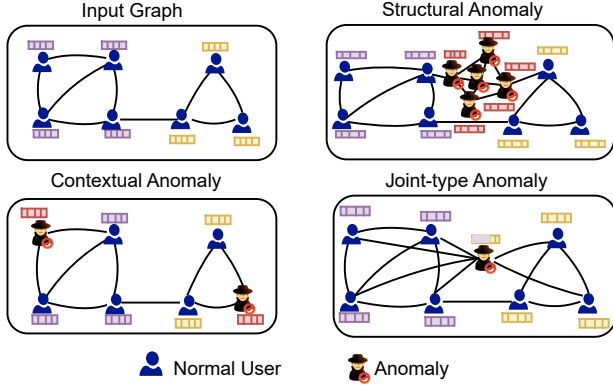 Input Graph
Structural Anomaly
Contextual Anomaly
Joint-type Anomaly
Normal User
Anomaly